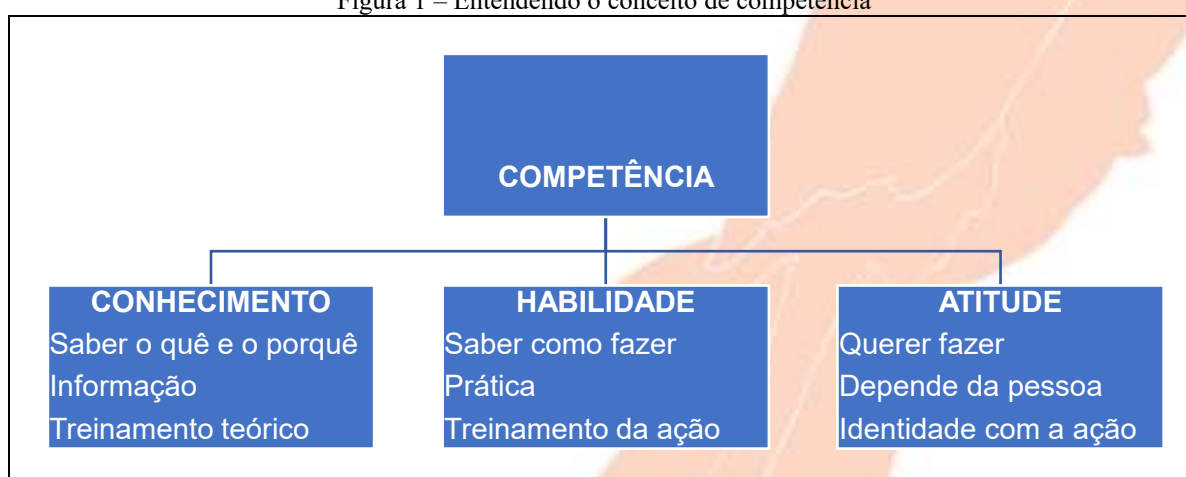 Figura 1 – Entendendo o conceito de competência
COMPETÊNCIA
CONHECIMENTO
Saber o quê e o porquê
Informação
Treinamento teórico
HABILIDADE
Saber como fazer
Prática
Treinamento da ação
ATITUDE
Querer fazer
Depende da pessoa
Identidade com a ação